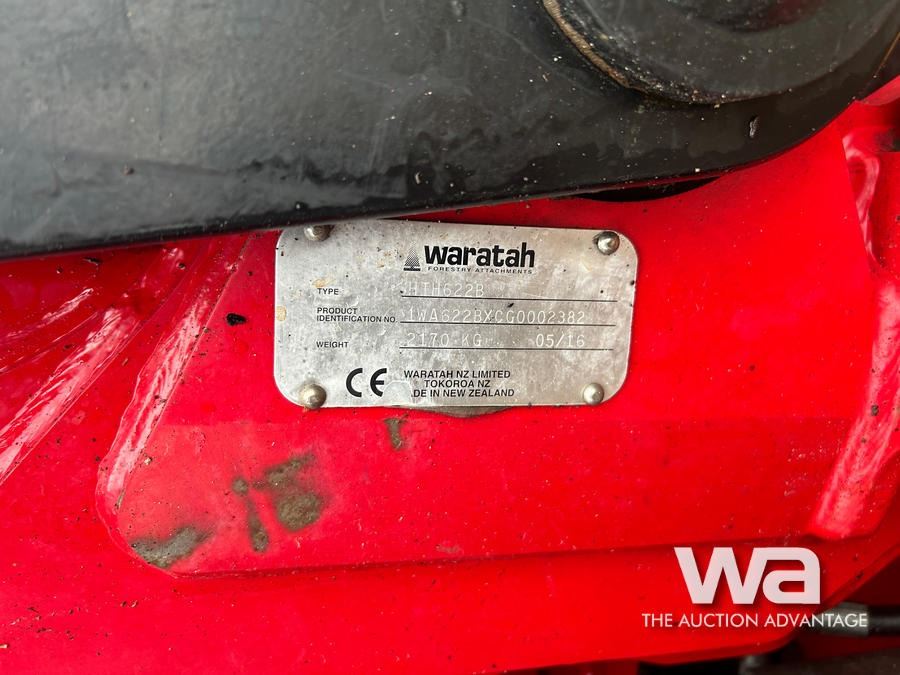 waratah
FORESTRY ATTACHMENTS
TYPE HTH622B
PRODUCT
IDENTIFICATION NO. 1WA622BXCG0002382
WEIGHT 2170 KG 05/16
CE WARATAH NZ LIMITED
TOKOROA NZ
DE IN NEW ZEALAND
wa
THE AUCTION ADVANTAGE